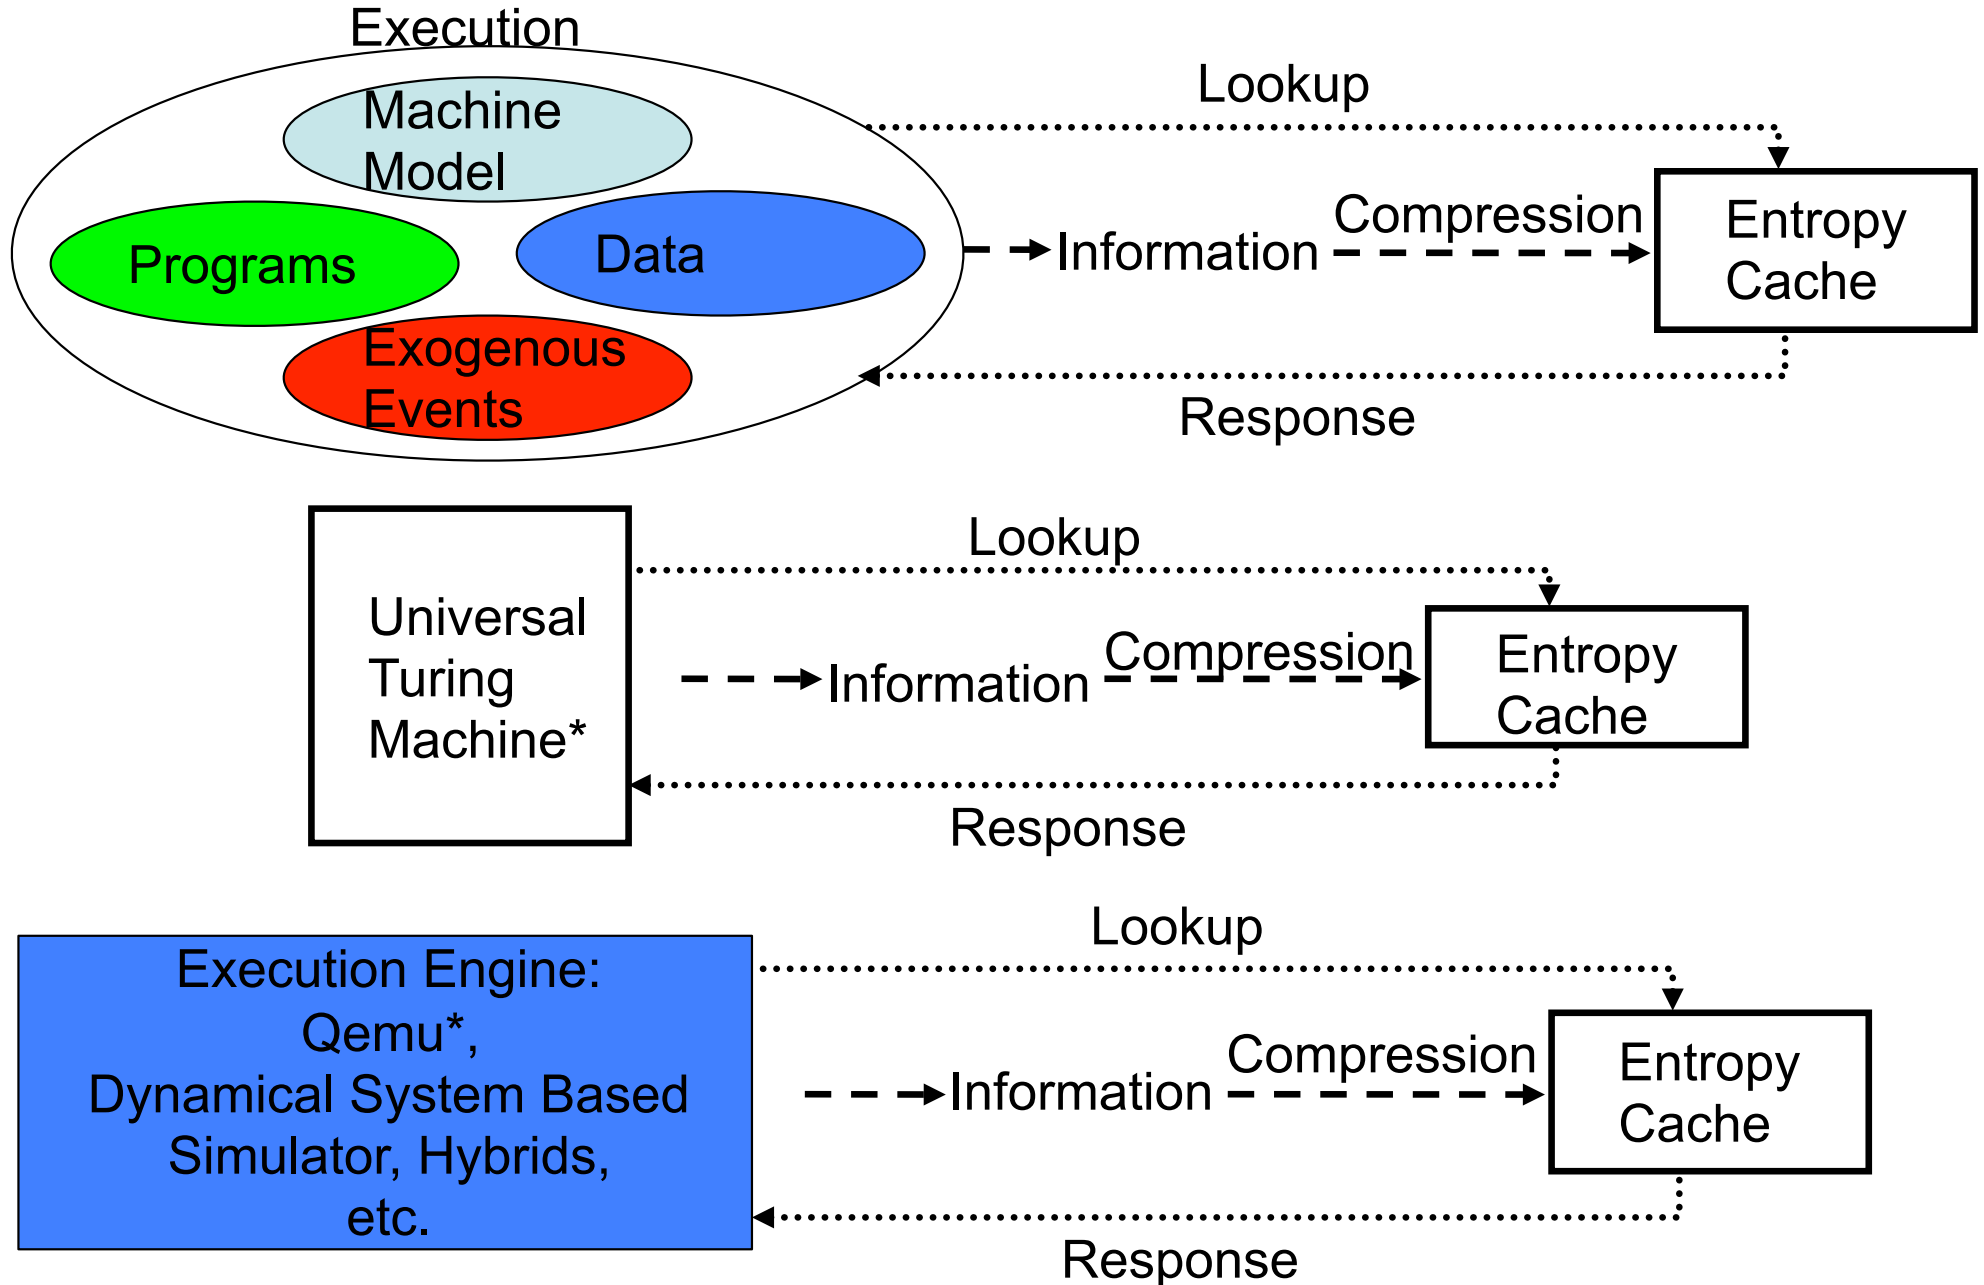 Execution
Machine
Model
Programs
Data
Exogenous
Events
Lookup
Information
Compression
Entropy
Cache
Response
Universal
Turing
Machine*
Lookup
Information
Compression
Entropy
Cache
Response
Execution Engine:
Qemu*,
Dynamical System Based
Simulator, Hybrids,
etc.
Lookup
Information
Compression
Entropy
Cache
Response